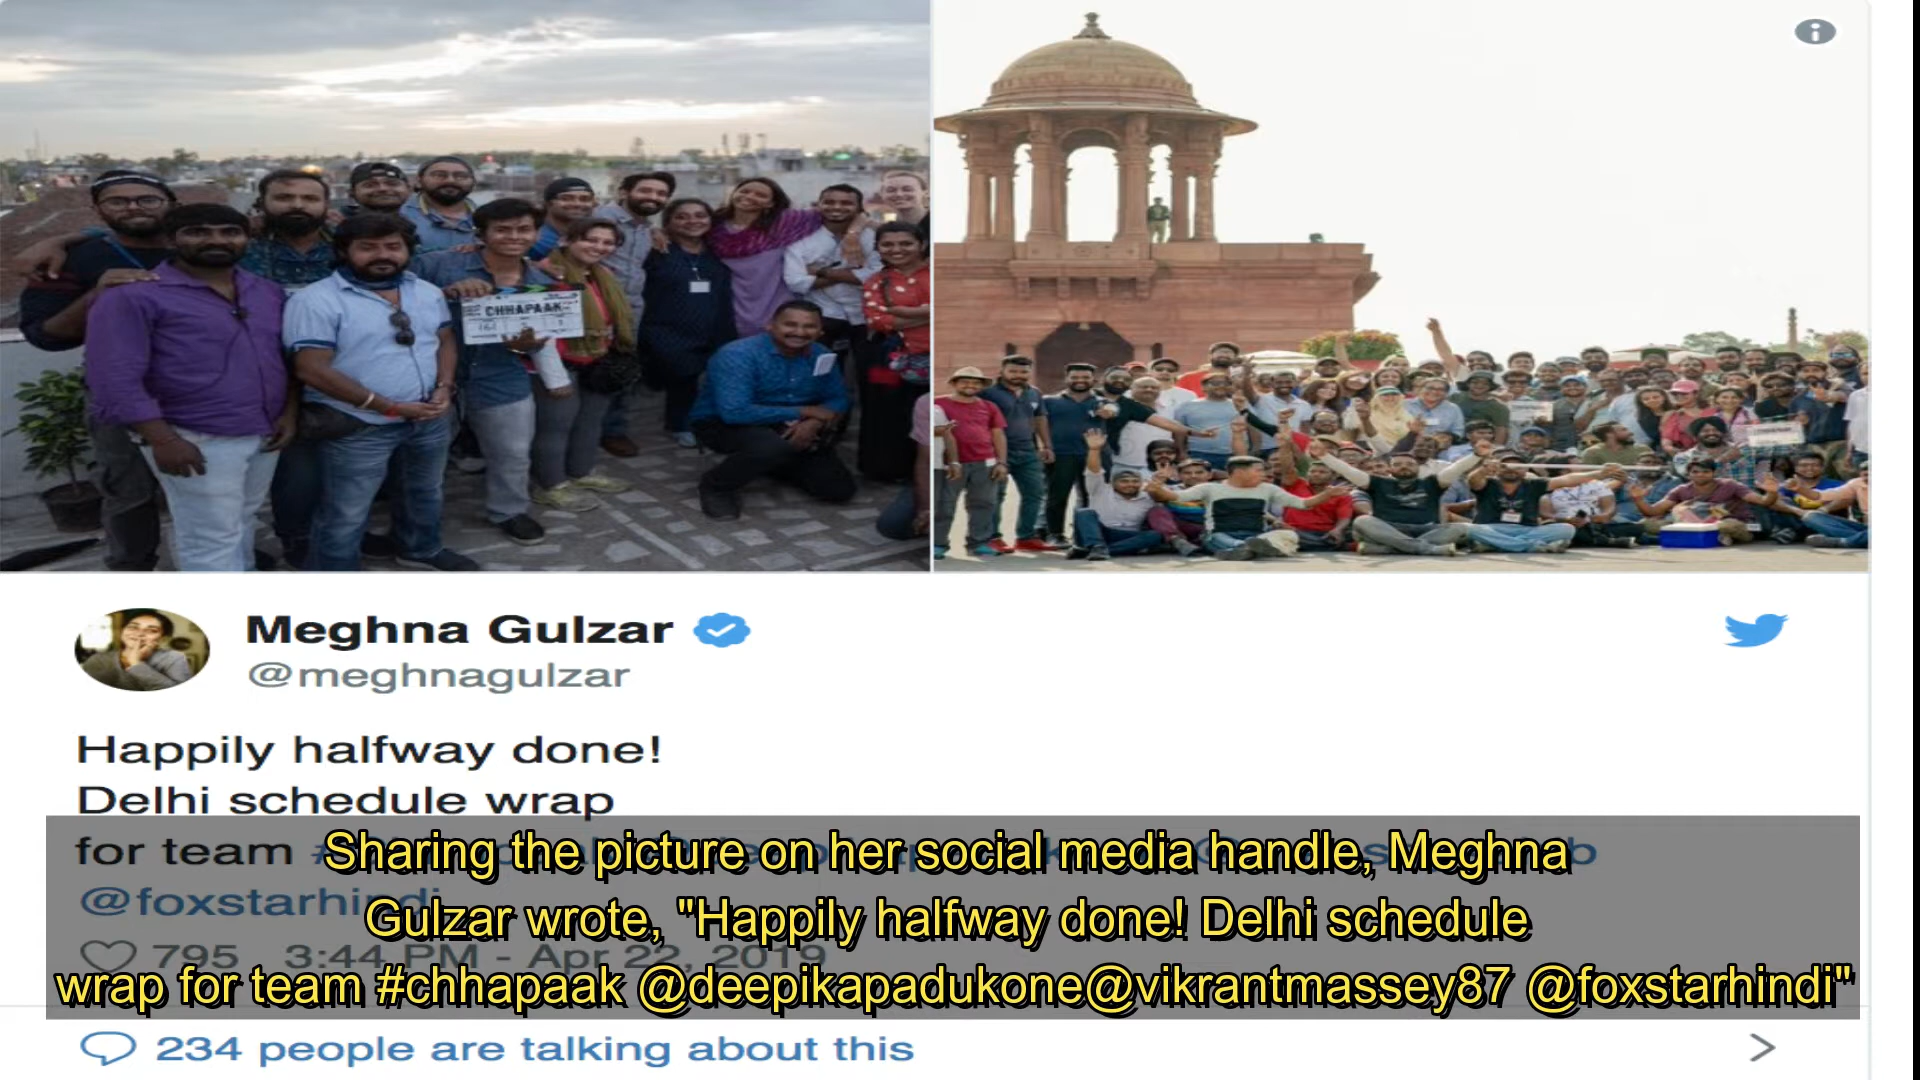 CHHAPAAK
Meghna Gulzar
@meghnagulzar
Happily halfway done!
Delhi schedule wrap
for team
@foxstarhindi
795 3:44 PM - Apr 22, 2019
Sharing the picture on her social media handle, Meghna
Gulzar wrote, "Happily halfway done! Delhi schedule
wrap for team #chhapaak @deepikapadukone@vikrantmassey87 @foxstarhindi"
234 people are talking about this